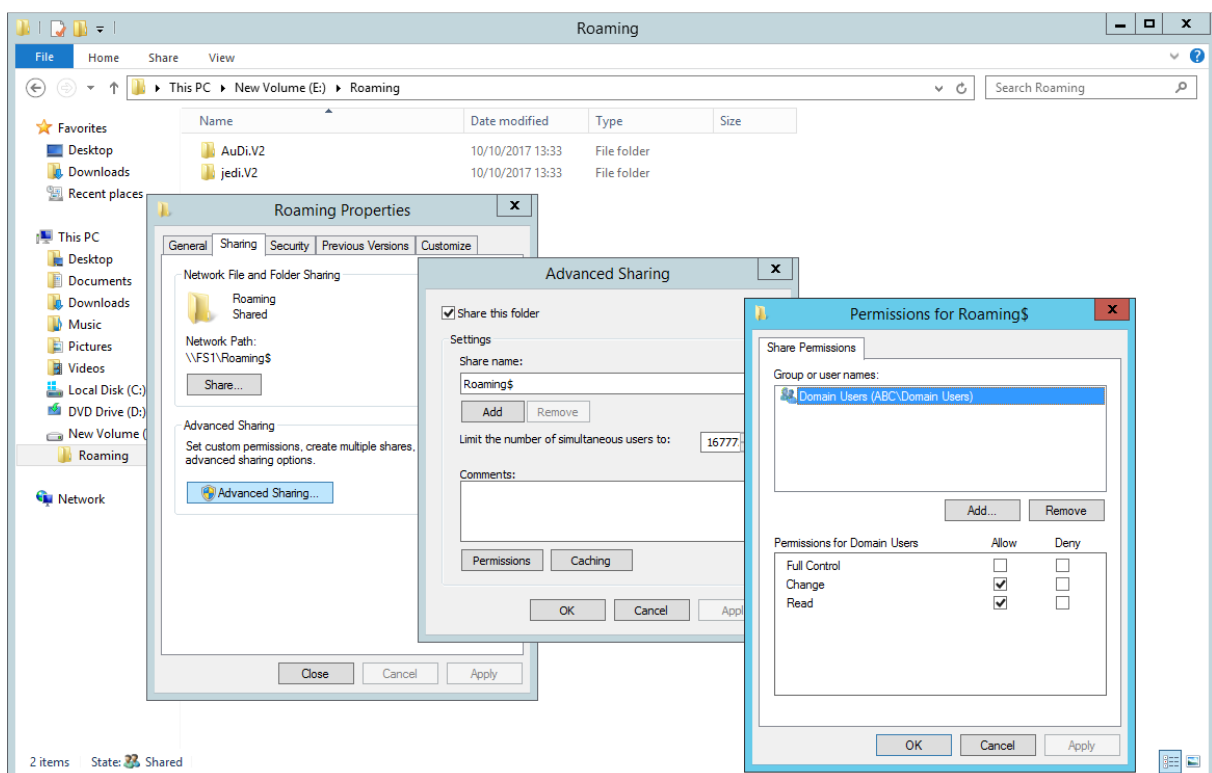 Roaming
File Home Share View
This PC New Volume (E:) Roaming
Search Roaming
Name Date modified Type Size
AuDi.V2 10/10/2017 13:33 File folder
jedi.V2 10/10/2017 13:33 File folder
Favorites
Desktop
Downloads
Recent places
This PC
Desktop
Documents
Downloads
Music
Pictures
Videos
Local Disk (C:)
DVD Drive (D:)
New Volume (
Roaming
Network
2 items State: Shared
Roaming Properties
General Sharing Security Previous Versions Customize
Network File and Folder Sharing
Roaming
Shared
Network Path:
\\FS1\Roaming$
Share...
Advanced Sharing
Set custom permissions, create multiple shares,
advanced sharing options.
Advanced Sharing...
Close Cancel Apply
Advanced Sharing
Share this folder
Settings
Share name:
Roaming$
Add Remove
Limit the number of simultaneous users to: 16777
Comments:
Permissions Caching
OK Cancel Appl
Permissions for Roaming$
Share Permissions
Group or user names:
Domain Users (ABC\Domain Users)
Add... Remove
Permissions for Domain Users Allow Deny
Full Control
Change
Read
OK Cancel Apply